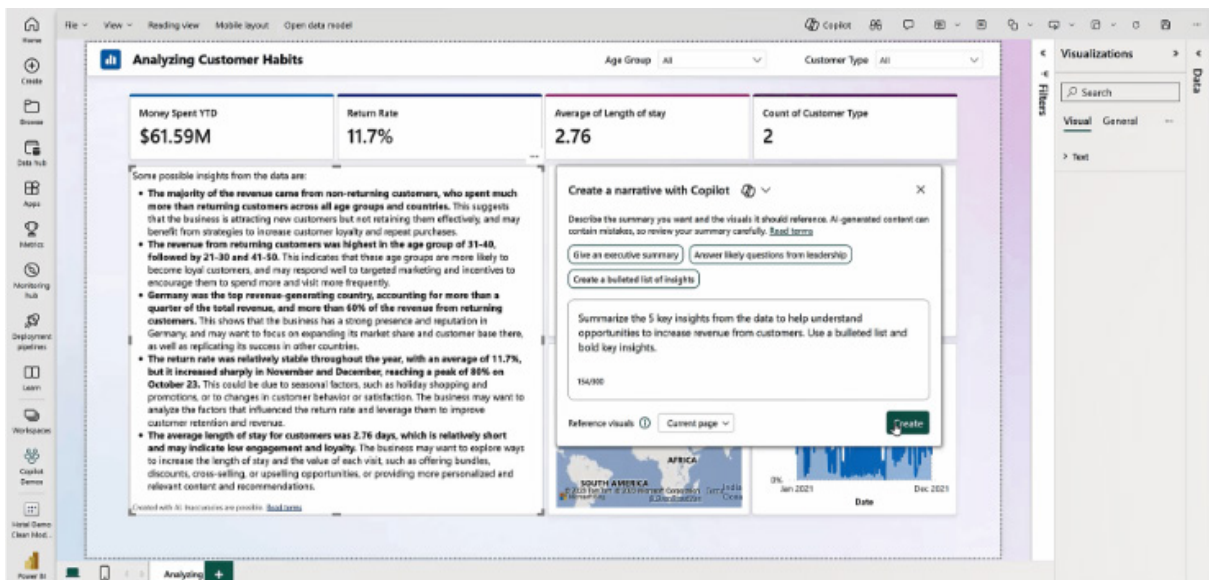 File
View
Reading view
Mobile layout
Open data model
Copilot
Home
Create
Browse
Data hub
Apps
Metrics
Monitoring
hub
Deployment
pipelines
Learn
Workspaces
Copilot
Demos
Hotel Demo
Clean Mod...
Power BI
Analyzing Customer Habits
Age Group All
Customer Type All
Money Spent YTD
$61.59M
Return Rate
11.7%
Average of Length of stay
2.76
Count of Customer Type
2
Some possible insights from the data are:
• The majority of the revenue came from non-returning customers, who spent much
more than returning customers across all age groups and countries. This suggests
that the business is attracting new customers but not retaining them effectively, and may
benefit from strategies to increase customer loyalty and repeat purchases.
• The revenue from returning customers was highest in the age group of 31-40,
followed by 21-30 and 41-50. This indicates that these age groups are more likely to
become loyal customers, and may respond well to targeted marketing and incentives to
encourage them to spend more and visit more frequently.
• Germany was the top revenue-generating country, accounting for more than a
quarter of the total revenue, and more than 60% of the revenue from returning
customers. This shows that the business has a strong presence and reputation in
Germany, and may want to focus on expanding its market share and customer base there,
as well as replicating its success in other countries.
• The return rate was relatively stable throughout the year, with an average of 11.7%,
but it increased sharply in November and December, reaching a peak of 80% on
October 23. This could be due to seasonal factors, such as holiday shopping and
promotions, or to changes in customer behavior or satisfaction. The business may want to
analyze the factors that influenced the return rate and leverage them to improve
customer retention and revenue.
• The average length of stay for customers was 2.76 days, which is relatively short
and may indicate low engagement and loyalty. The business may want to explore ways
to increase the length of stay and the value of each visit, such as offering bundles,
discounts, cross-selling, or upselling opportunities, or providing more personalized and
relevant content and recommendations.
Created with AI. Inaccuracies are possible. Read terms
Create a narrative with Copilot
Describe the summary you want and the visuals it should reference. AI-generated content can
contain mistakes, so review your summary carefully. Read terms
Give an executive summary
Answer likely questions from leadership
Create a bulleted list of insights
Summarize the 5 key insights from the data to help understand
opportunities to increase revenue from customers. Use a bulleted list and
bold key insights.
Reference visuals
Current page
Create
AFRICA
SOUTH AMERICA
0%
Jan 2021
Dec 2021
Date
Filters
Visualizations
Search
Visual
General
Text
Data
Analyzing